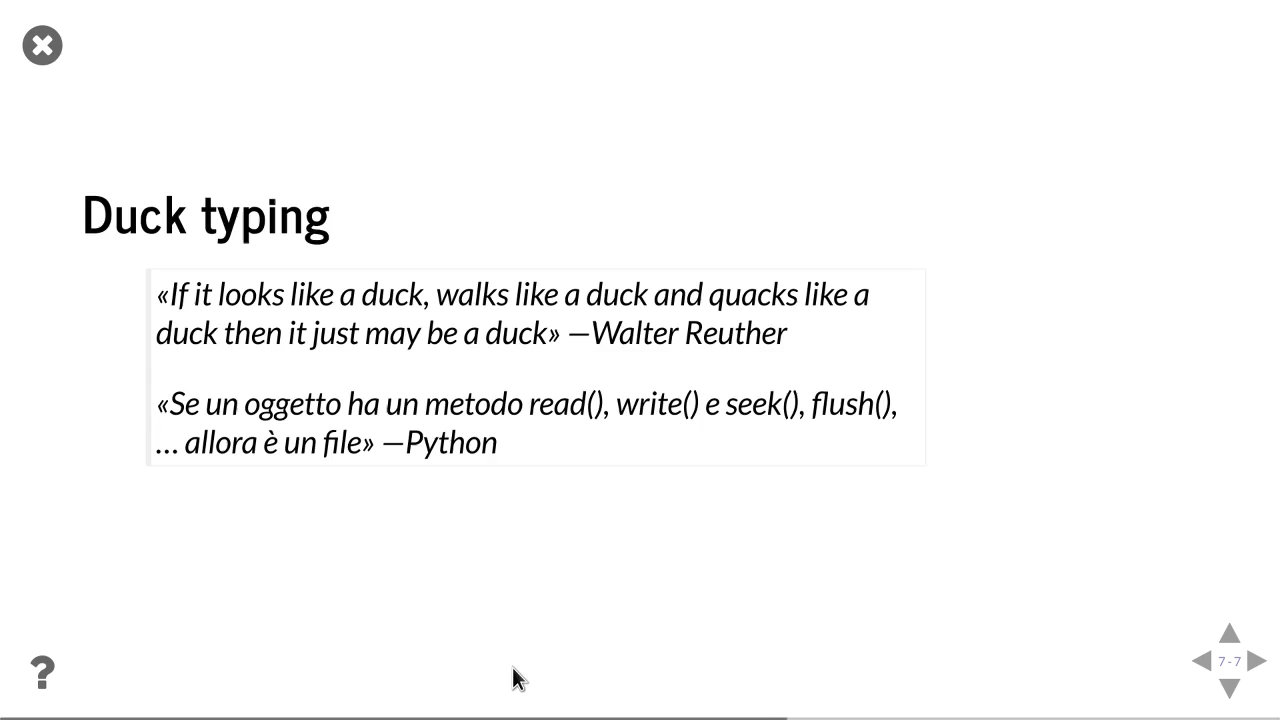 Duck typing
«If it looks like a duck, walks like a duck and quacks like a
duck then it just may be a duck» —Walter Reuther
«Se un oggetto ha un metodo read(), write() e seek(), flush(),
… allora è un file» —Python
?
7-7